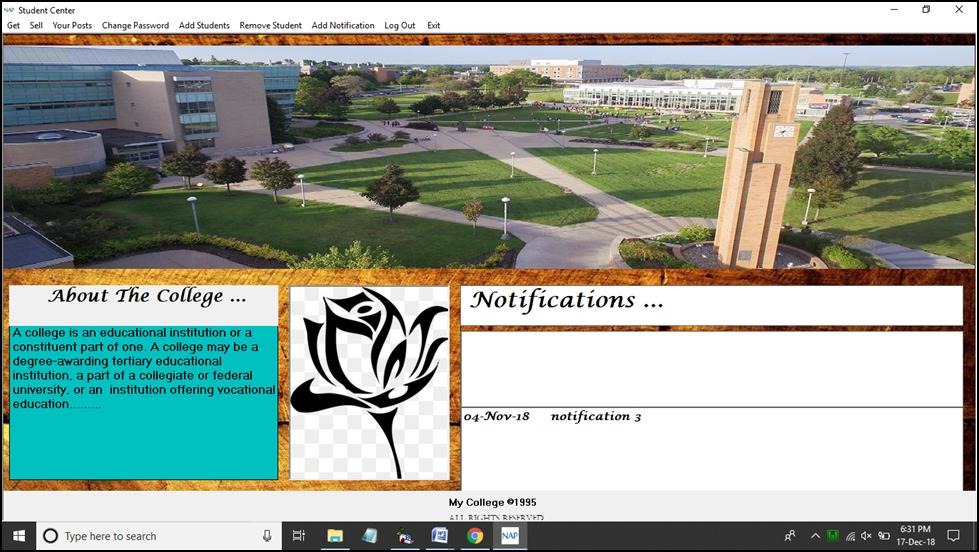 NAP Student Center
Get Sell Your Posts Change Password Add Students Remove Student Add Notification Log Out Exit
About The College ...
A college is an educational institution or a
constituent part of one. A college may be a
degree-awarding tertiary educational
institution, a part of a collegiate or federal
university, or an institution offering vocational
education.........
Notifications ...
04-Nov-18 notification 3
My College ©1995
ALL RIGHTS RESERVED
Type here to search
NAP
6:31 PM
17-Dec-18